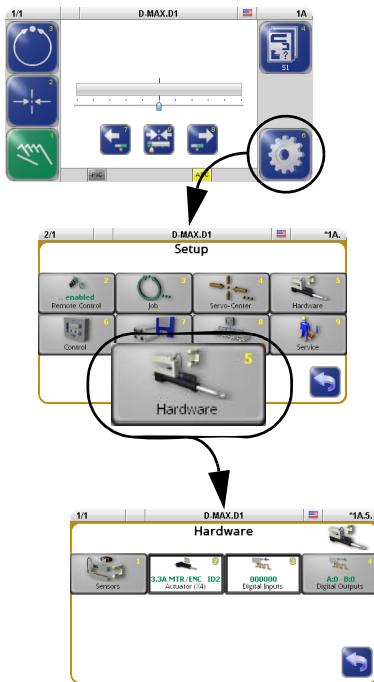 1/1 D-MAX.D1 1A
3
4
S1
2
1
7 9 8
6
P-C A-C
2/1 D-MAX.D1 *1A.
Setup
2 3 4 5
... enabled
Remote Control Job Servo-Center Hardware
6 7 8 9
Control Service
5
Hardware
1/1 D-MAX.D1 *1A.5.
Hardware
1 2 3 4
3.3A MTR/ENC ID2 000000 A:0 B:0
Sensors Actuator (X4) Digital Inputs Digital Outputs